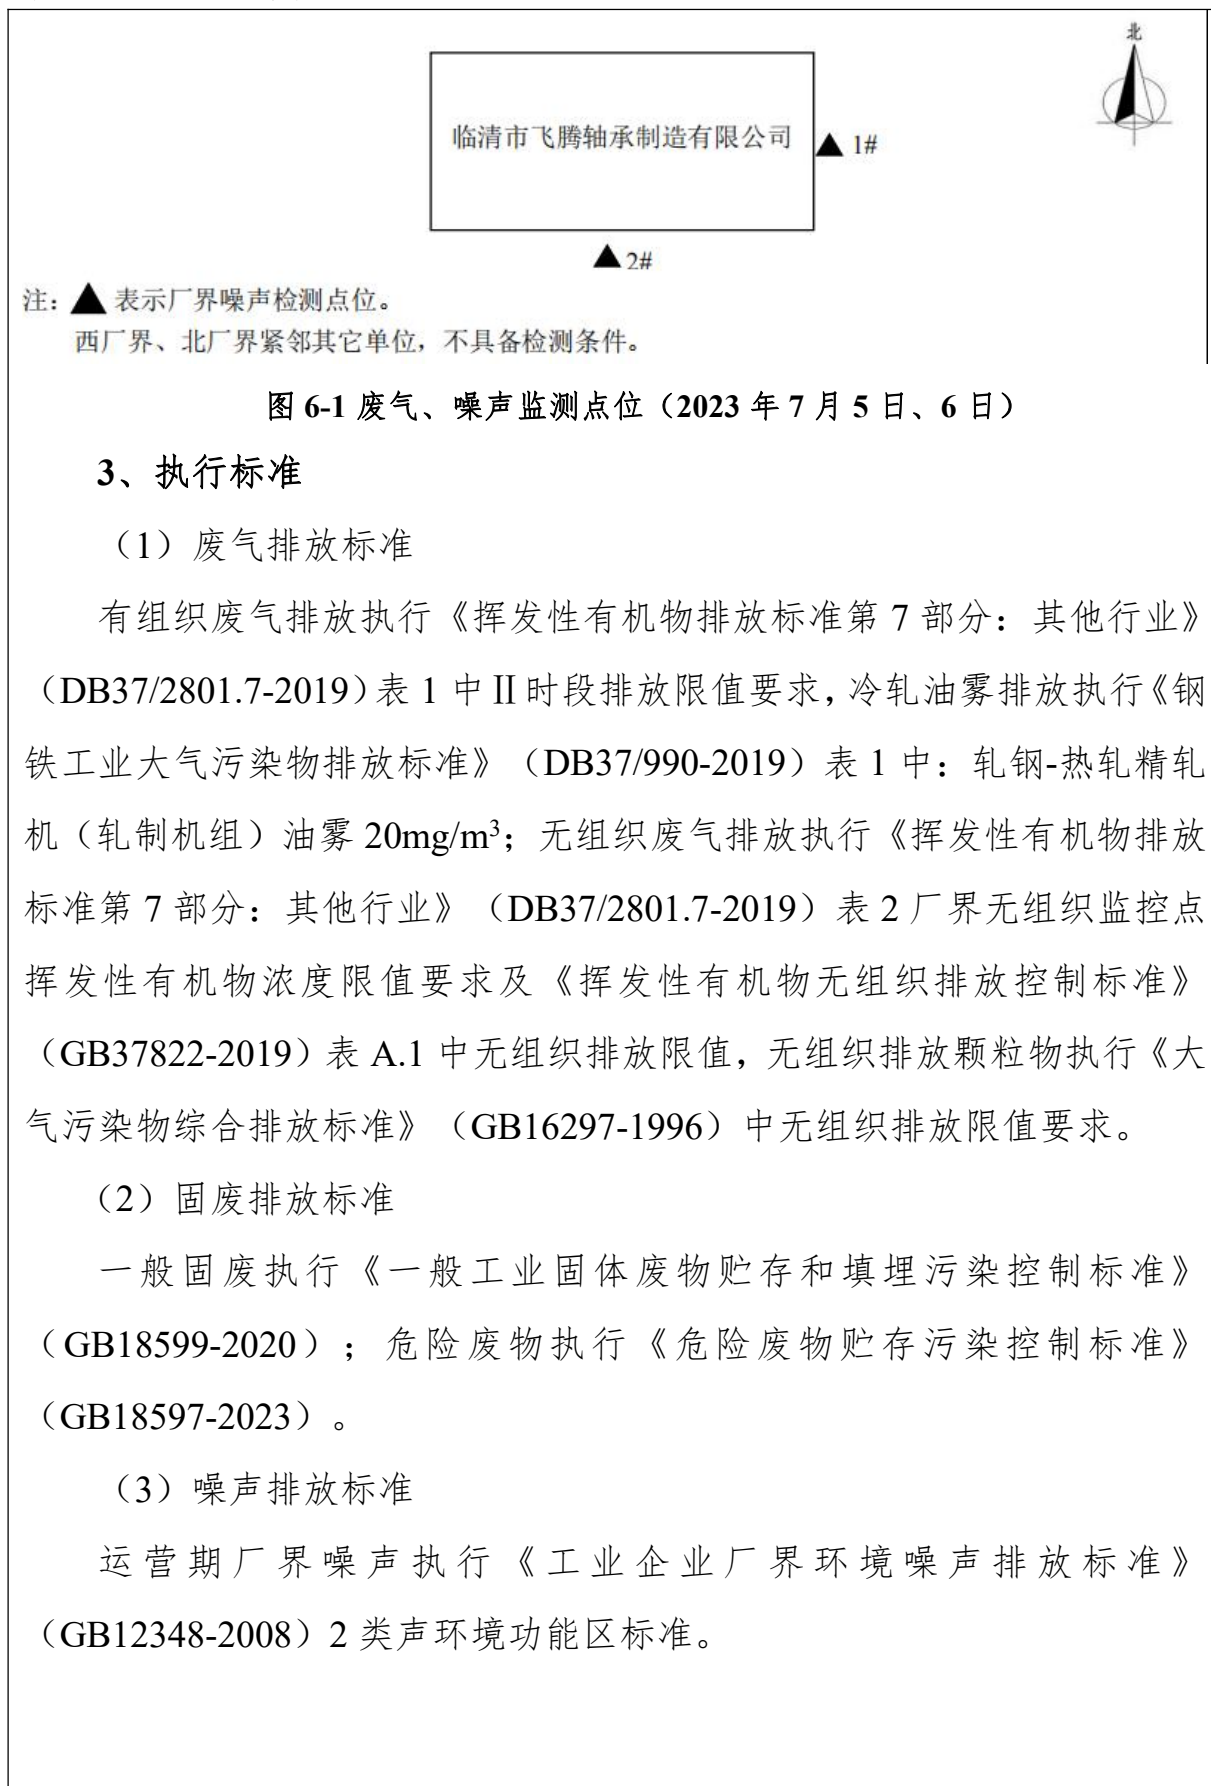 北
临清市飞腾轴承制造有限公司
▲ 1#
▲ 2#
注：▲ 表示厂界噪声检测点位。
西厂界、北厂界紧邻其它单位，不具备检测条件。
图 6-1 废气、噪声监测点位（2023 年 7 月 5 日、6 日）
3、执行标准
（1）废气排放标准
有组织废气排放执行《挥发性有机物排放标准第 7 部分：其他行业》
（DB37/2801.7-2019）表 1 中Ⅱ时段排放限值要求，冷轧油雾排放执行《钢
铁工业大气污染物排放标准》（DB37/990-2019）表 1 中：轧钢-热轧精轧
机（轧制机组）油雾 20mg/m³；无组织废气排放执行《挥发性有机物排放
标准第 7 部分：其他行业》（DB37/2801.7-2019）表 2 厂界无组织监控点
挥发性有机物浓度限值要求及《挥发性有机物无组织排放控制标准》
（GB37822-2019）表 A.1 中无组织排放限值，无组织排放颗粒物执行《大
气污染物综合排放标准》（GB16297-1996）中无组织排放限值要求。
（2）固废排放标准
一般固废执行《一般工业固体废物贮存和填埋污染控制标准》
（GB18599-2020）；危险废物执行《危险废物贮存污染控制标准》
（GB18597-2023）。
（3）噪声排放标准
运营期厂界噪声执行《工业企业厂界环境噪声排放标准》
（GB12348-2008）2 类声环境功能区标准。